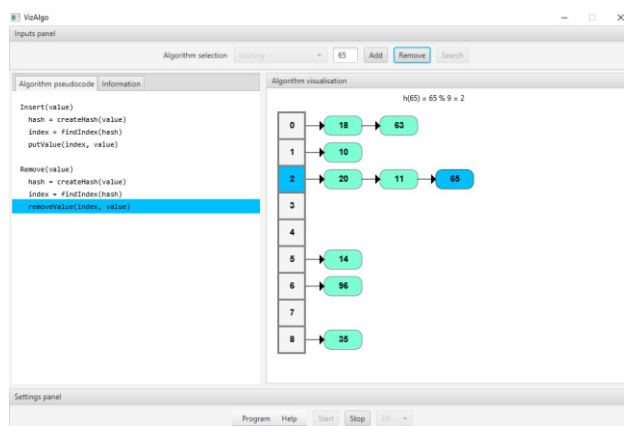 VizAlgo
Inputs panel
Algorithm selection hashing 65 Add Remove Search
Algorithm pseudocode Information
Insert(value)
hash = createHash(value)
index = findIndex(hash)
putValue(index, value)
Remove(value)
hash = createHash(value)
index = findIndex(hash)
removeValue(index, value)
Algorithm visualisation
h(65) = 65 % 9 = 2
0 18 63
1 10
2 20 11 65
3
4
5 14
6 96
7
8 35
Settings panel
Program Help Start Stop EN